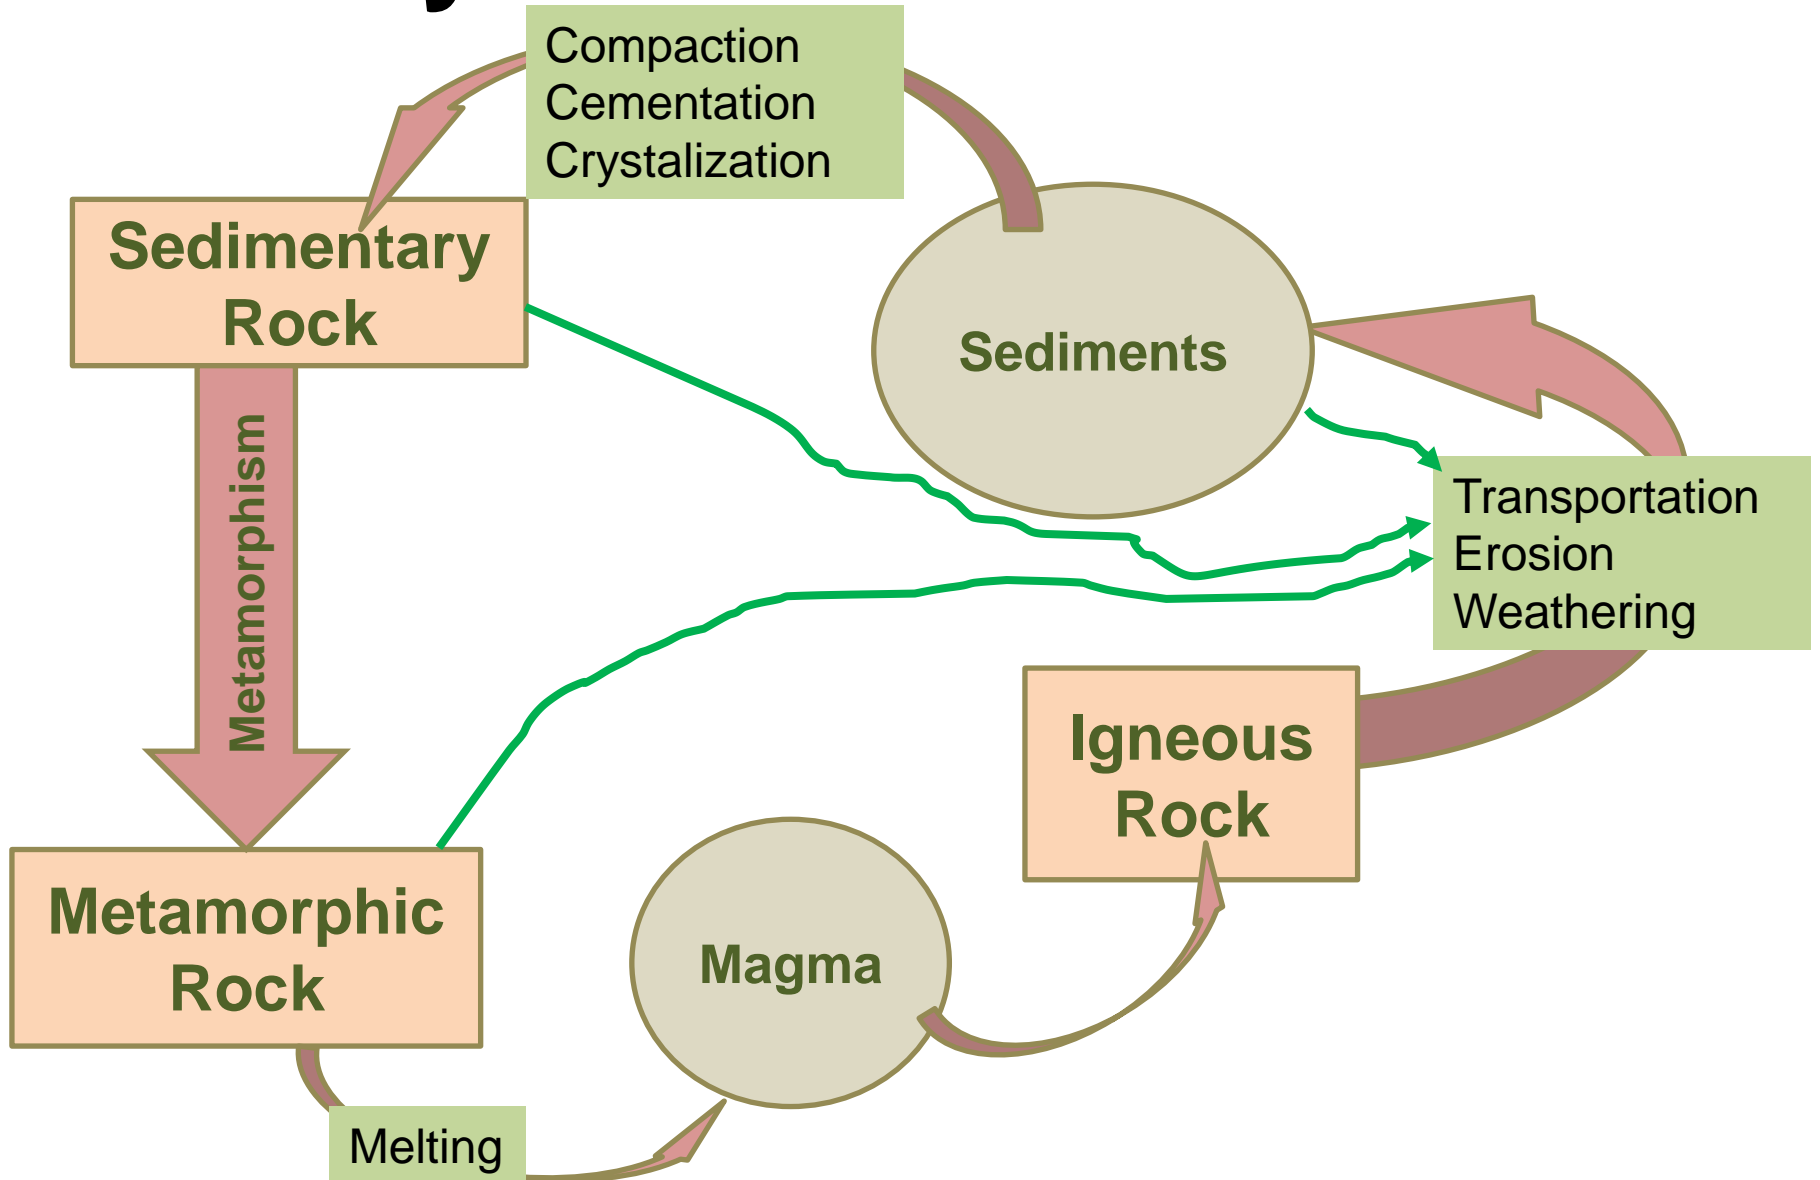 Compaction
Cementation
Crystalization
Sedimentary
Rock
Sediments
Metamorphism
Transportation
Erosion
Weathering
Igneous
Rock
Metamorphic
Rock
Magma
Melting